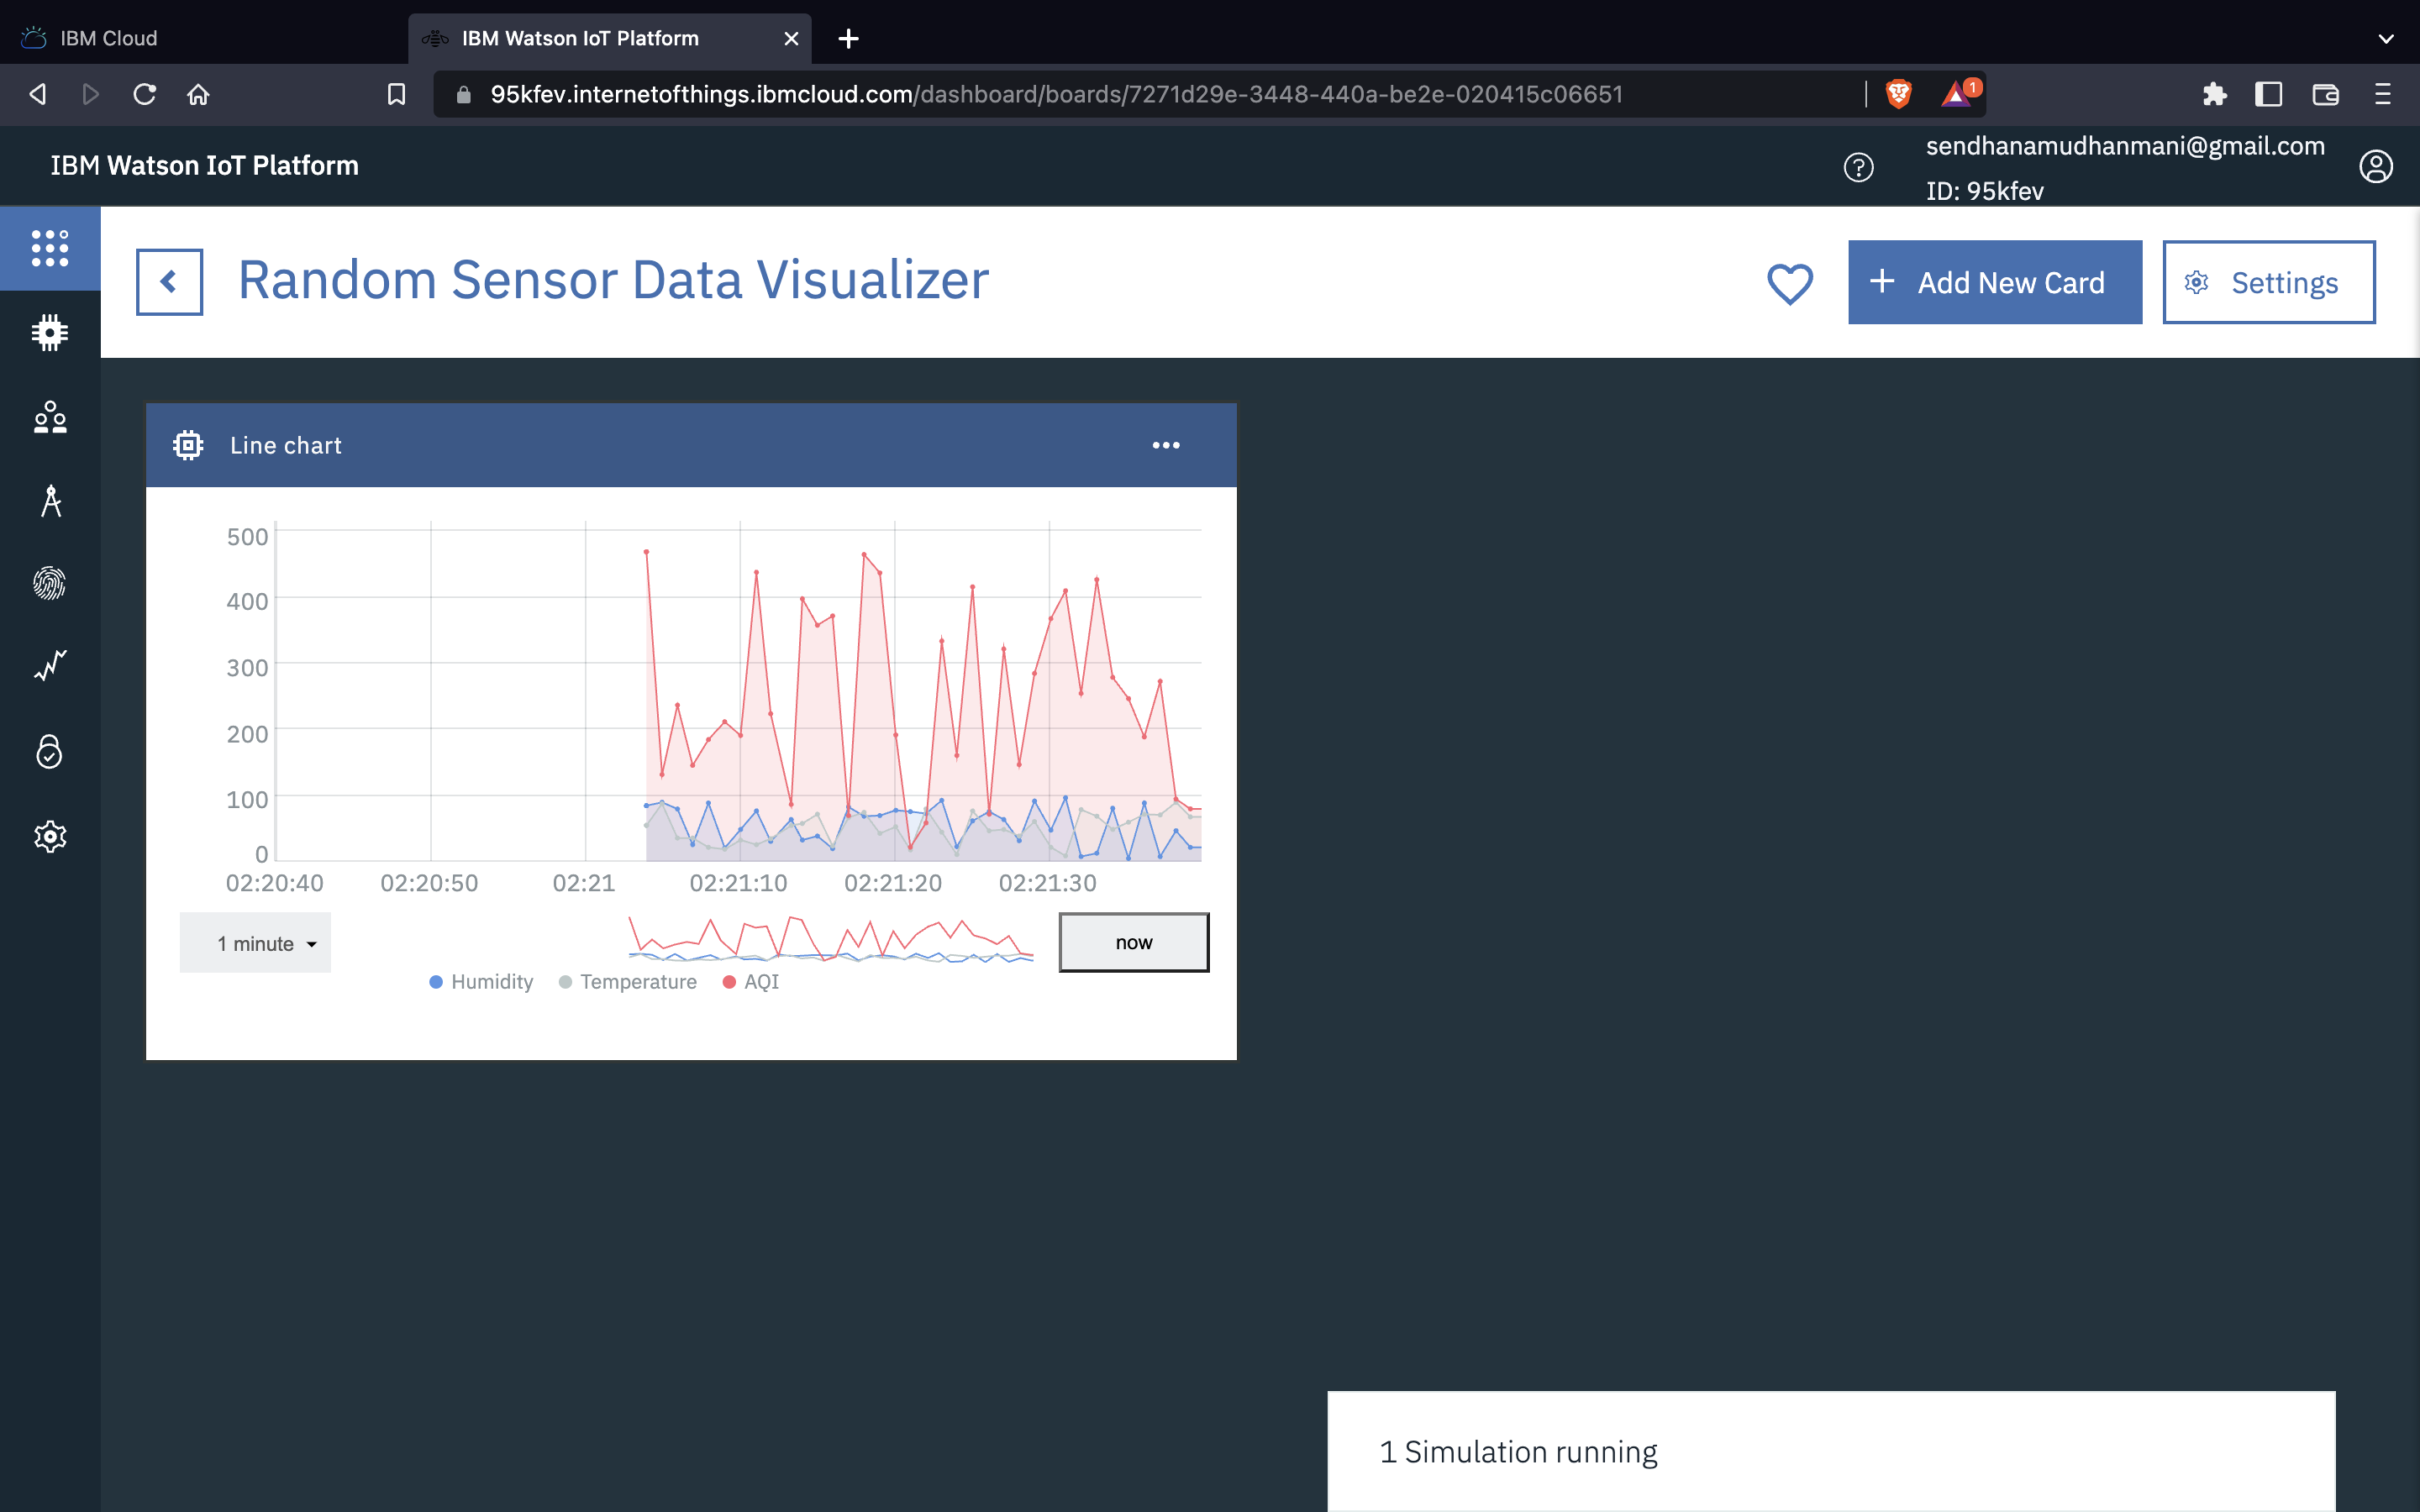 IBM Cloud
IBM Watson IoT Platform
95kfev.internetofthings.ibmcloud.com/dashboard/boards/7271d29e-3448-440a-be2e-020415c06651
1
IBM Watson IoT Platform
sendhanamudhanmani@gmail.com
ID: 95kfev
Random Sensor Data Visualizer
Add New Card
Settings
Line chart
500
400
300
200
100
0
02:20:40 02:20:50 02:21 02:21:10 02:21:20 02:21:30
1 minute
now
Humidity Temperature AQI
1 Simulation running